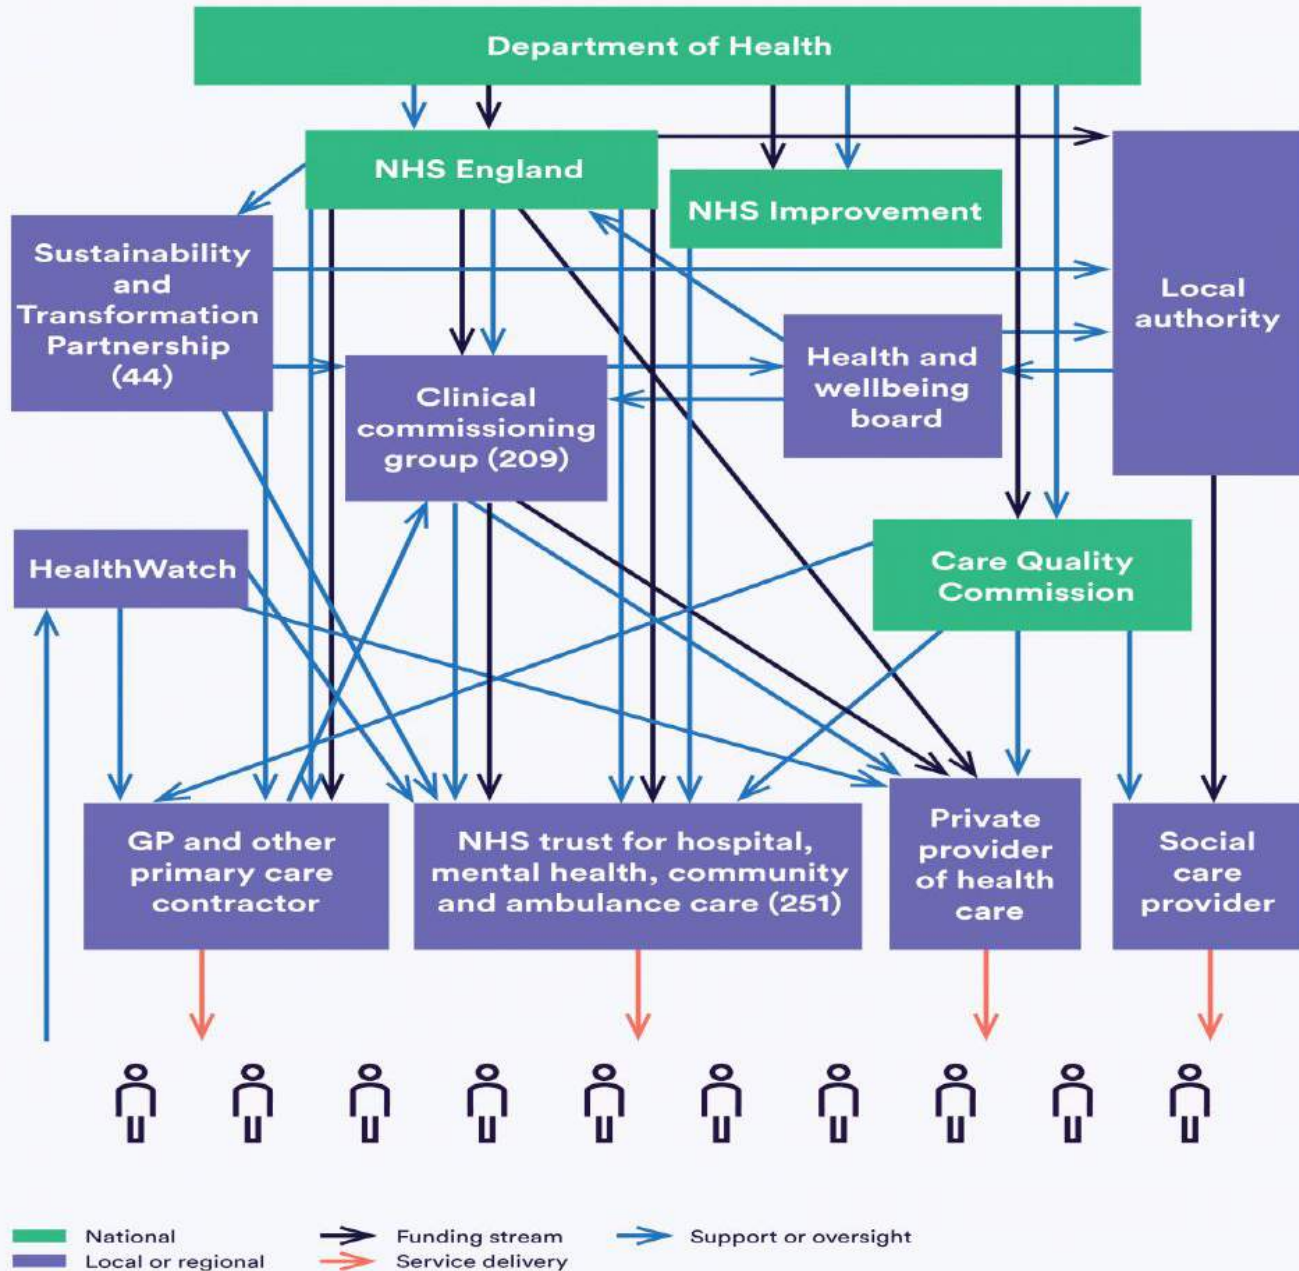 Department of Health
NHS England
NHS Improvement
Sustainability
and
Transformation
Partnership
(44)
Local
authority
Health and
wellbeing
board
Clinical
commissioning
group (209)
HealthWatch
Care Quality
Commission
GP and other
primary care
contractor
NHS trust for hospital,
mental health, community
and ambulance care (251)
Private
provider
of health
care
Social
care
provider
National
Funding stream
Support or oversight
Local or regional
Service delivery